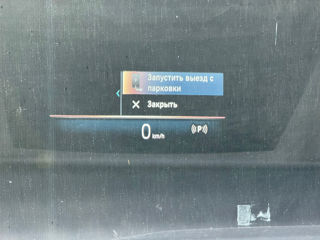 Запустить выезд с
парковки
Закрыть
0 km/h ((P))